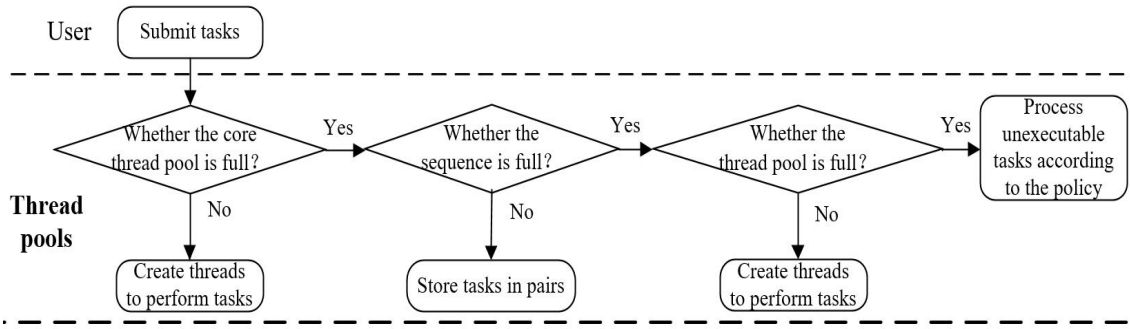 User
Submit tasks
Whether the core
thread pool is full?
Yes
Whether the
sequence is full?
Yes
Whether the
thread pool is full?
Yes
Process
unexecutable
tasks according
to the policy
Thread
pools
No
No
No
Create threads
to perform tasks
Store tasks in pairs
Create threads
to perform tasks